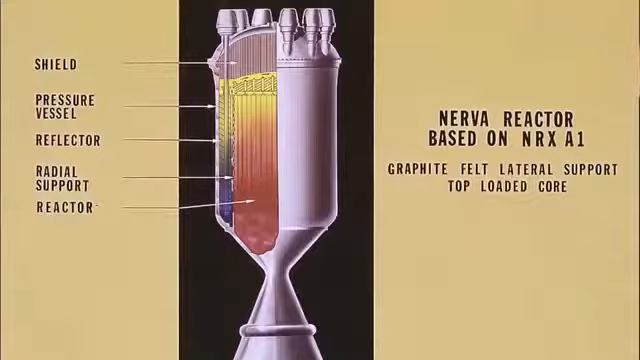 SHIELD
PRESSURE
VESSEL
REFLECTOR
RADIAL
SUPPORT
REACTOR
NERVA REACTOR
BASED ON NRX A1
GRAPHITE FELT LATERAL SUPPORT
TOP LOADED CORE